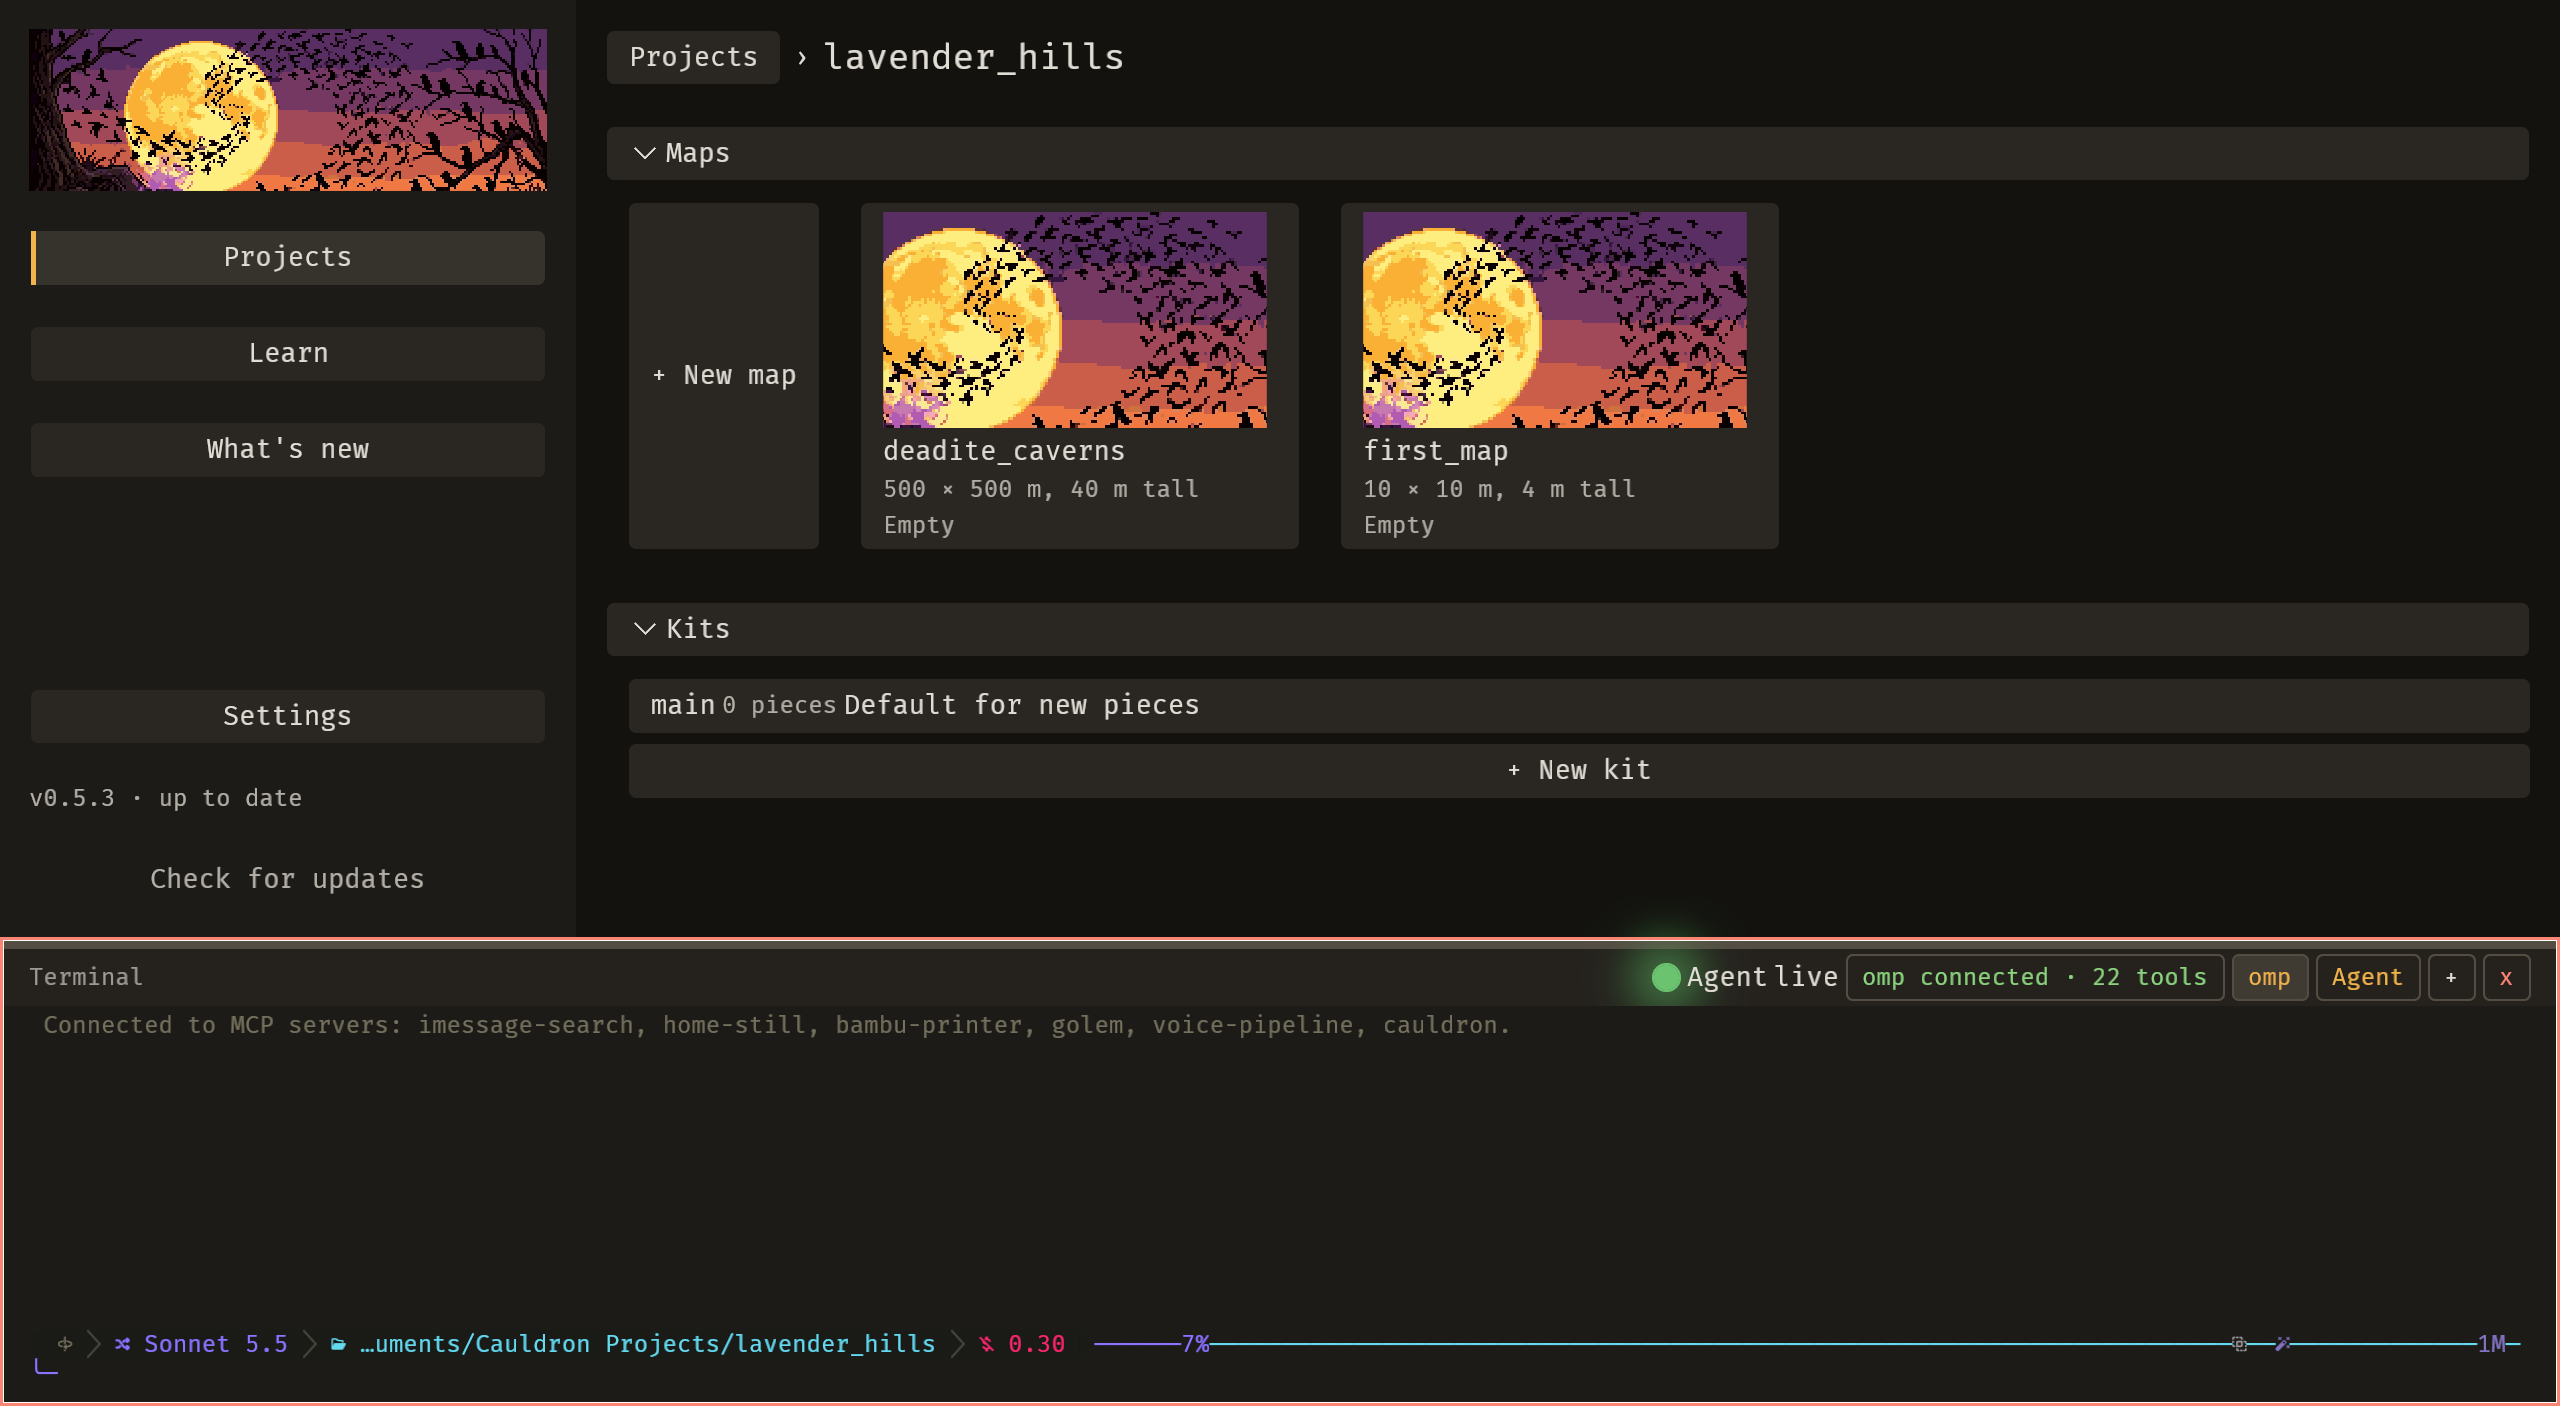 Projects
Learn
What's new
Settings
v0.5.3 · up to date
Check for updates
Projects › lavender_hills
Maps
+ New map
deadite_caverns
500 × 500 m, 40 m tall
Empty
first_map
10 × 10 m, 4 m tall
Empty
Kits
main 0 pieces Default for new pieces
+ New kit
Terminal
Agent live
omp connected · 22 tools
omp
Agent
+
x
Connected to MCP servers: imessage-search, home-still, bambu-printer, golem, voice-pipeline, cauldron.
Sonnet 5.5
…uments/Cauldron Projects/lavender_hills
0.30
7%
1M